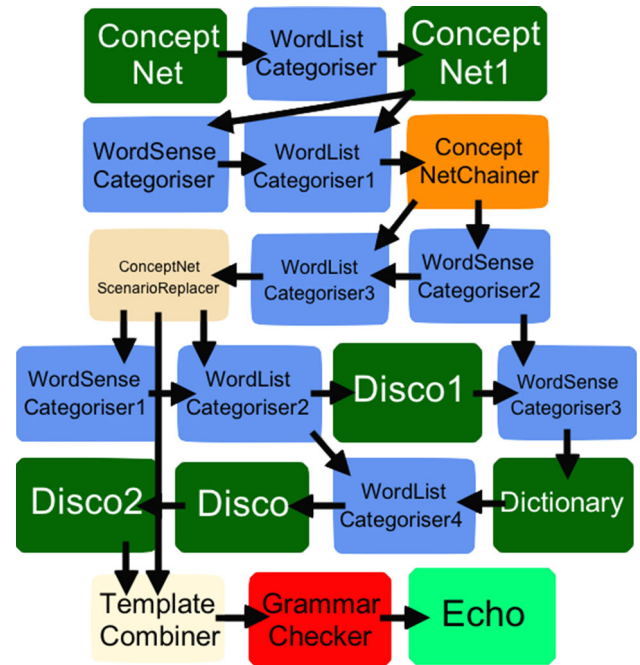 Concept
Net
WordList
Categoriser
Concept
Net1
WordSense
Categoriser
WordList
Categoriser1
Concept
NetChainer
ConceptNet
ScenarioReplacer
WordList
Categoriser3
WordSense
Categoriser2
WordSense
Categoriser1
WordList
Categoriser2
Disco1
WordSense
Categoriser3
Disco2
Disco
WordList
Categoriser4
Dictionary
Template
Combiner
Grammar
Checker
Echo